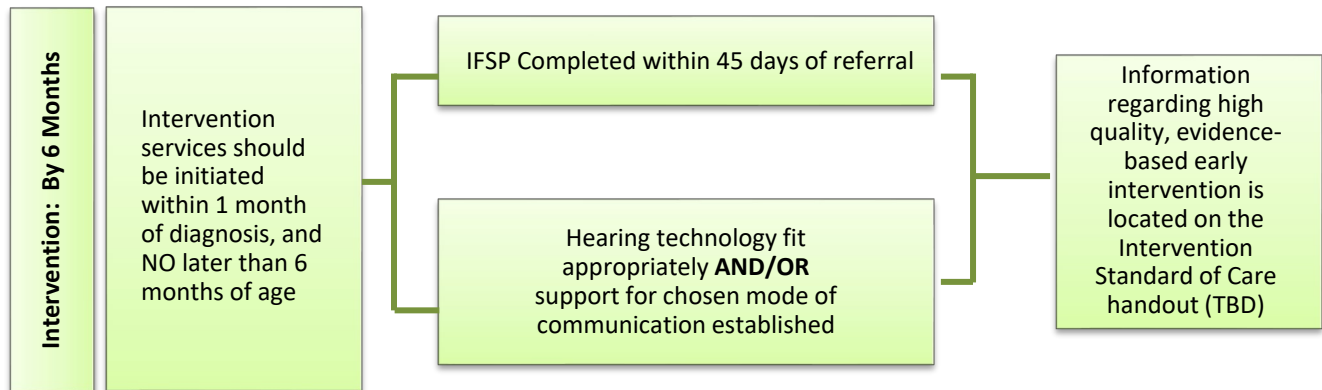 Intervention:  By 6 Months
Intervention
services should
be initiated
within 1 month
of diagnosis, and
NO later than 6
months of age
IFSP Completed within 45 days of referral
Hearing technology fit
appropriately AND/OR
support for chosen mode of
communication established
Information
regarding high
quality, evidence-
based early
intervention is
located on the
Intervention
Standard of Care
handout (TBD)